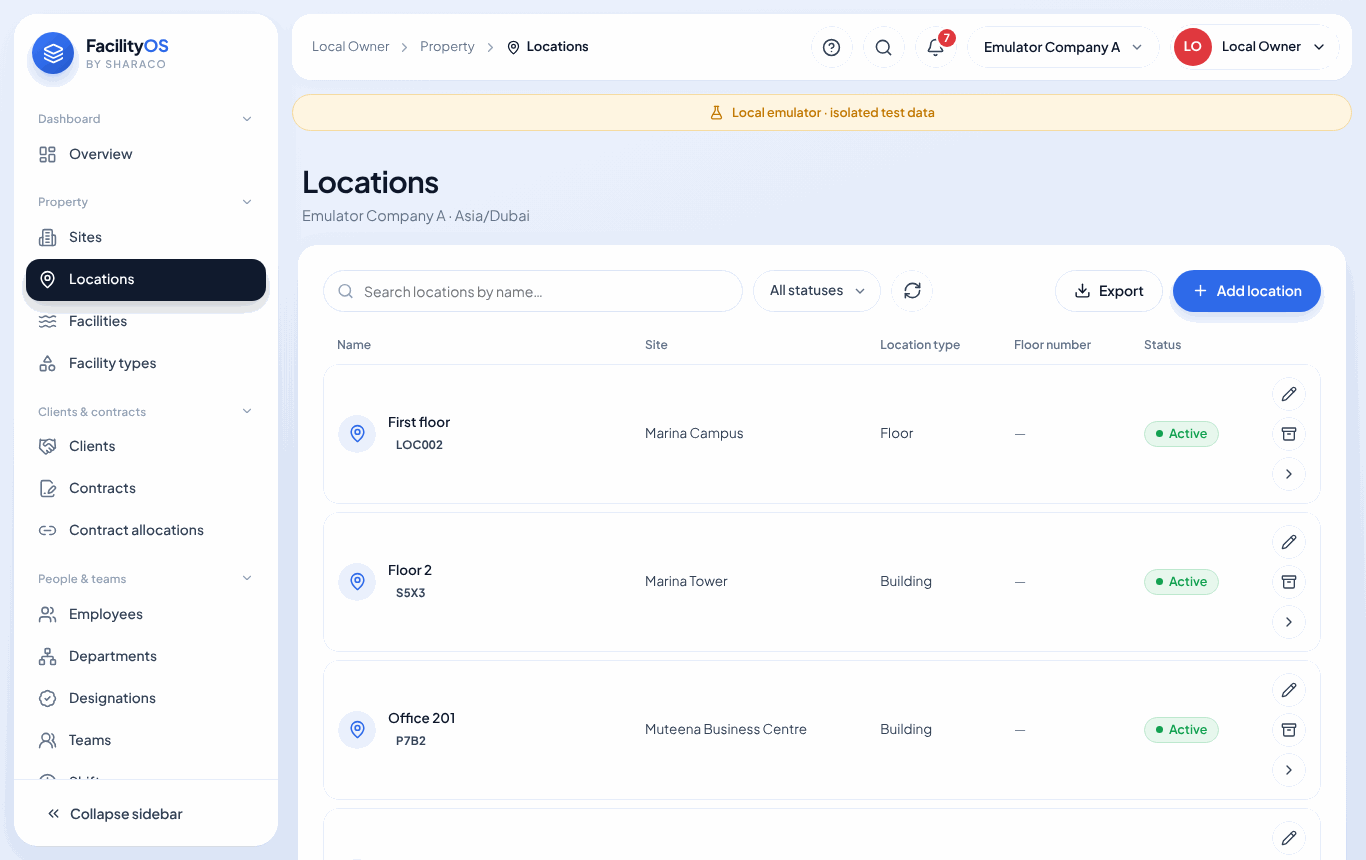 FacilityOS
BY SHARACO
Dashboard
Overview
Property
Sites
Locations
Facilities
Facility types
Clients & contracts
Clients
Contracts
Contract allocations
People & teams
Employees
Departments
Designations
Teams
Collapse sidebar
Local Owner > Property > Locations
7
Emulator Company A
LO
Local Owner
Local emulator · isolated test data
Locations
Emulator Company A · Asia/Dubai
Search locations by name…
All statuses
Export
Add location
Name Site Location type Floor number Status
First floor
LOC002
Marina Campus Floor — Active
Floor 2
S5X3
Marina Tower Building — Active
Office 201
P7B2
Muteena Business Centre Building — Active